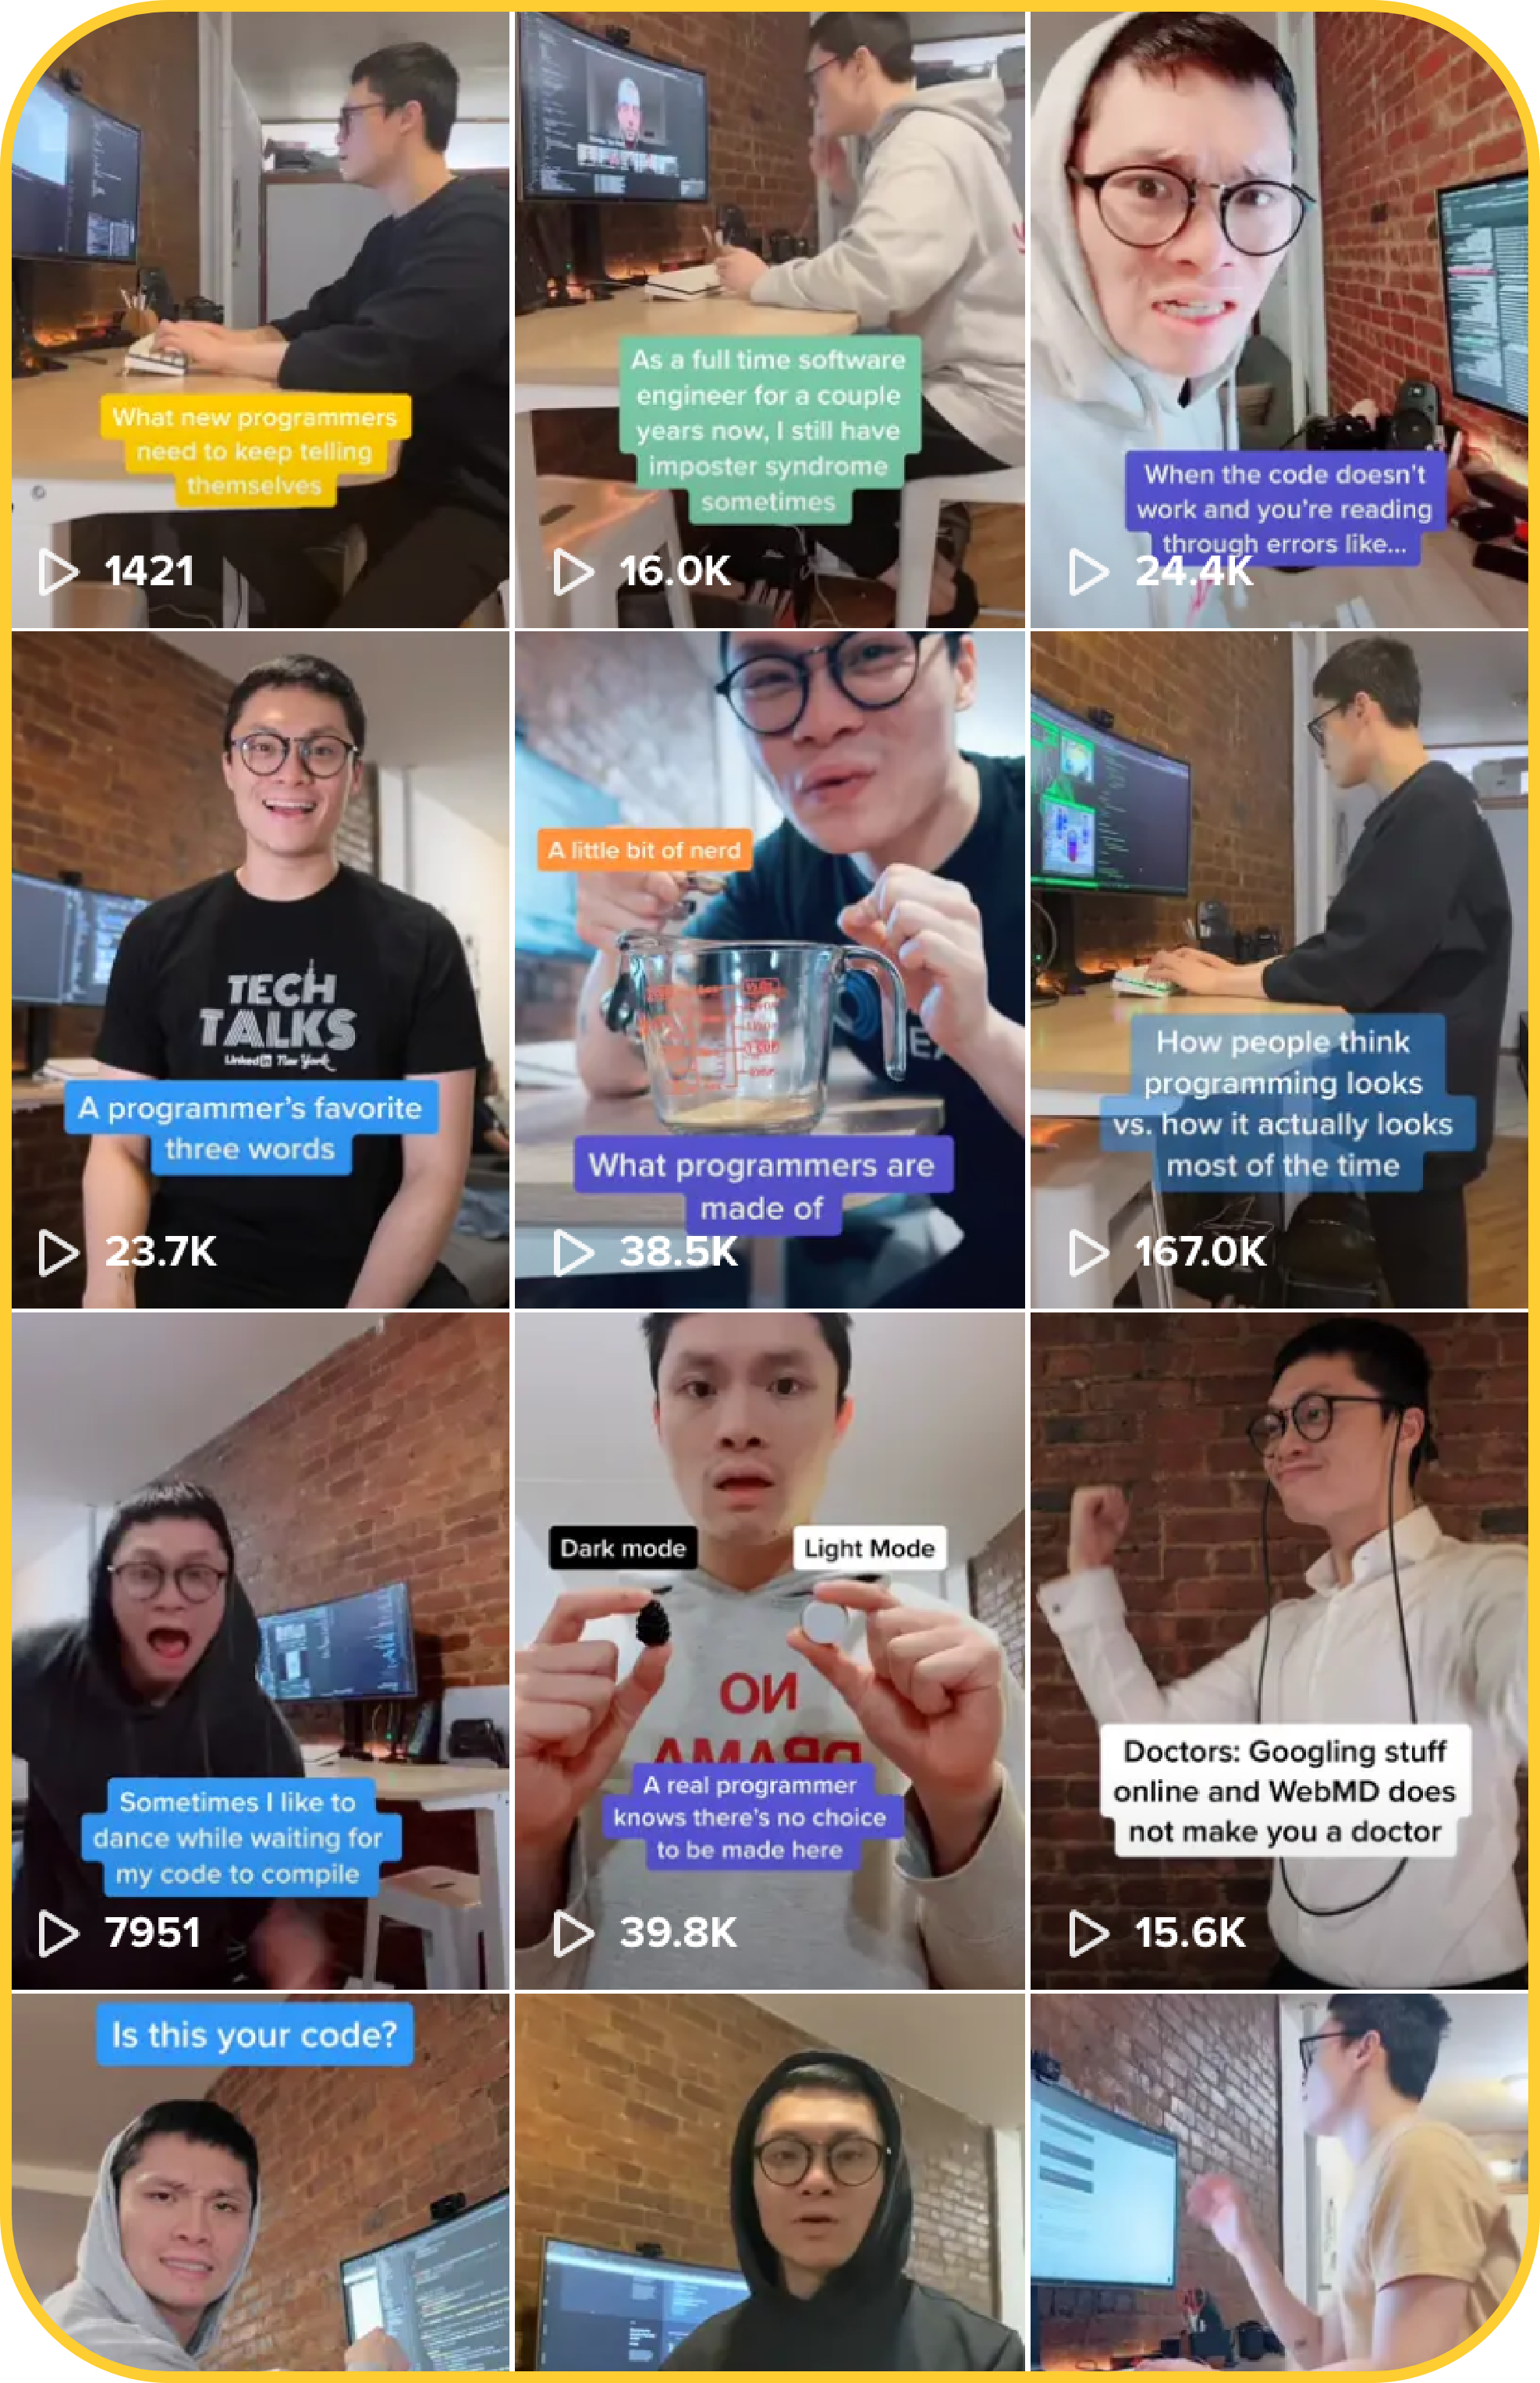 What new programmers
need to keep telling
themselves
1421
As a full time software
engineer for a couple
years now, I still have
imposter syndrome
sometimes
16.0K
When the code doesn't
work and you're reading
through errors like...
24.4K
TECH
TALKS
LinkedIn New York
A programmer's favorite
three words
23.7K
A little bit of nerd
What programmers are
made of
38.5K
How people think
programming looks
vs. how it actually looks
most of the time
167.0K
Sometimes I like to
dance while waiting for
my code to compile
7951
Dark mode
Light Mode
NO
DRAMA
A real programmer
knows there's no choice
to be made here
39.8K
Doctors: Googling stuff
online and WebMD does
not make you a doctor
15.6K
Is this your code?